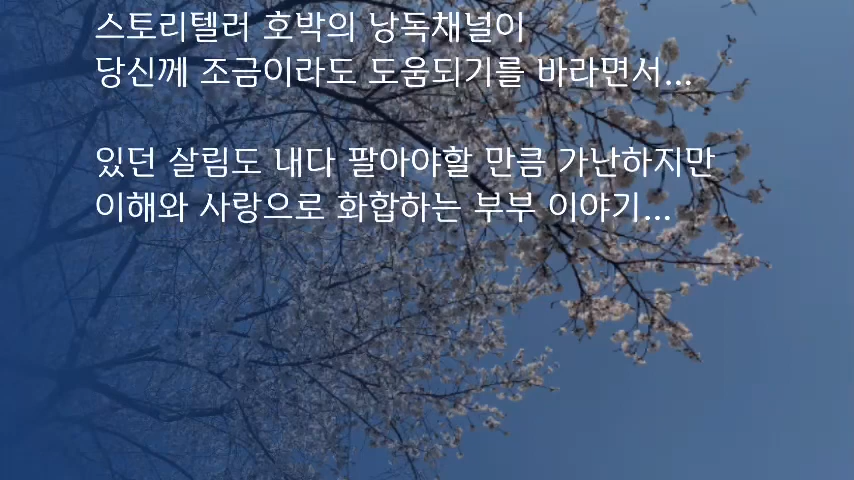 스토리텔러 호박의 낭독채널이
당신께 조금이라도 도움되기를 바라면서...
있던 살림도 내다 팔아야할 만큼 가난하지만
이해와 사랑으로 화합하는 부부 이야기...